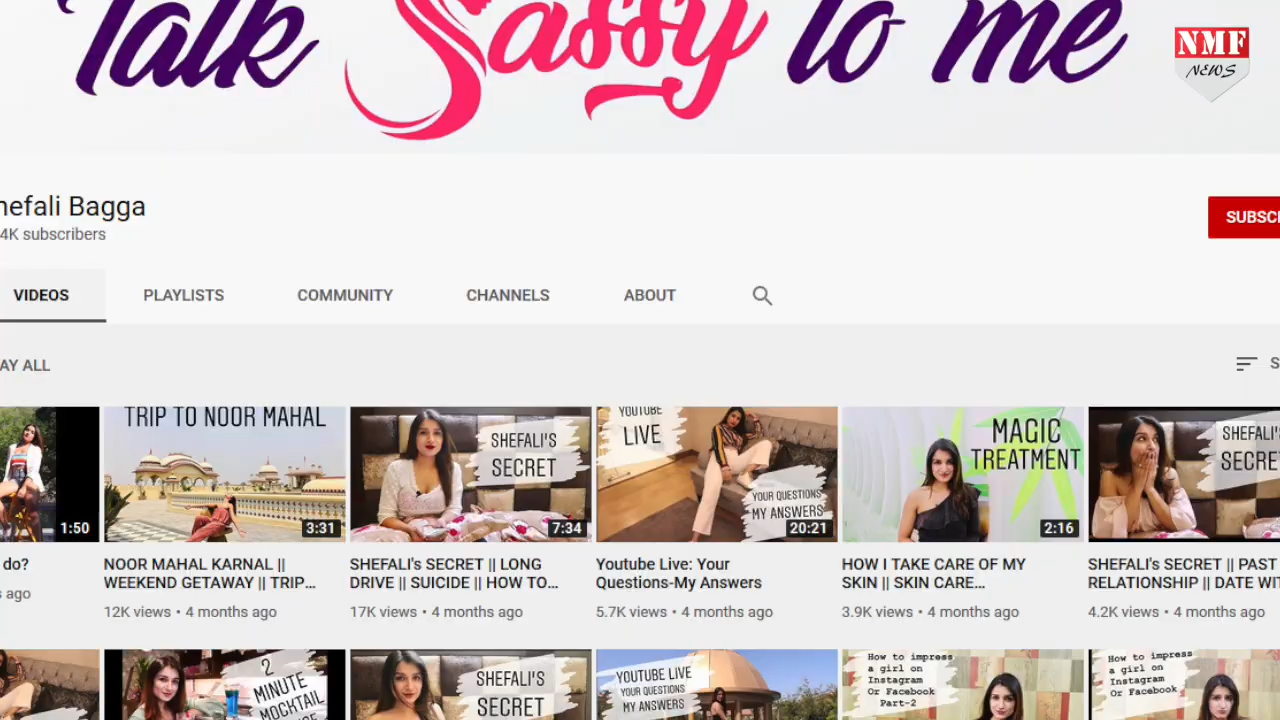 Talk Sassy to me
NMF
NEWS
hefali Bagga
4K subscribers
SUBSC
VIDEOS
PLAYLISTS
COMMUNITY
CHANNELS
ABOUT
AY ALL
S
1:50
TRIP TO NOOR MAHAL
3:31
SHEFALI'S
SECRET
7:34
YOUTUBE
LIVE
YOUR QUESTIONS
MY ANSWERS
20:21
MAGIC
TREATMENT
2:16
SHEFALI'
SECRE
do?
s ago
NOOR MAHAL KARNAL ||
WEEKEND GETAWAY || TRIP...
12K views • 4 months ago
SHEFALI's SECRET || LONG
DRIVE || SUICIDE || HOW TO...
17K views • 4 months ago
Youtube Live: Your
Questions-My Answers
5.7K views • 4 months ago
HOW I TAKE CARE OF MY
SKIN || SKIN CARE...
3.9K views • 4 months ago
SHEFALI's SECRET || PAST
RELATIONSHIP || DATE WI
4.2K views • 4 months ago
2
MINUTE
MOCKTAIL
SHEFALI'S
SECRET
YOUTUBE LIVE
YOUR QUESTIONS
MY ANSWERS
How to impress
a girl on
Instagram
Or Facebook
Part-2
How to impress
a girl on
Instagram
Or Facebook